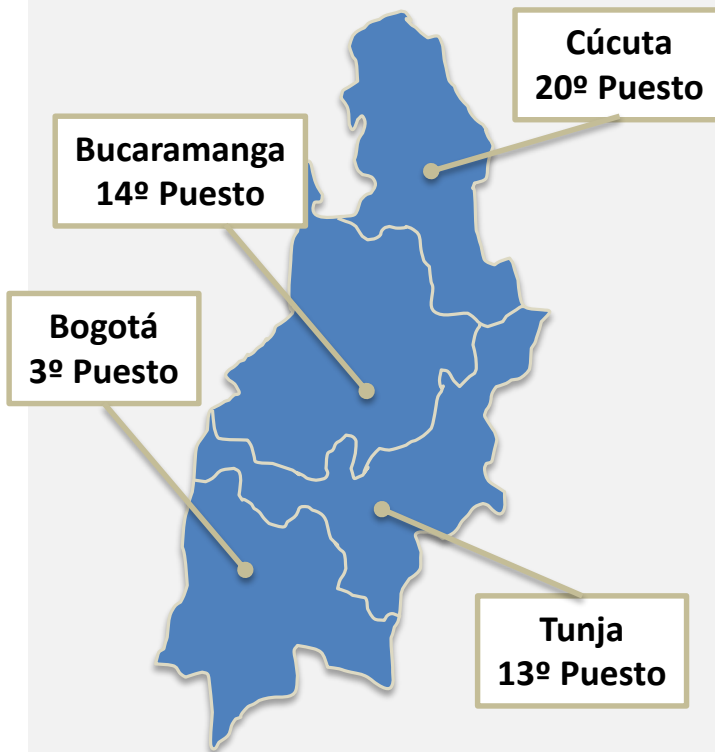 Cúcuta
20º Puesto
Bucaramanga
14º Puesto
Bogotá
3º Puesto
Tunja
13º Puesto